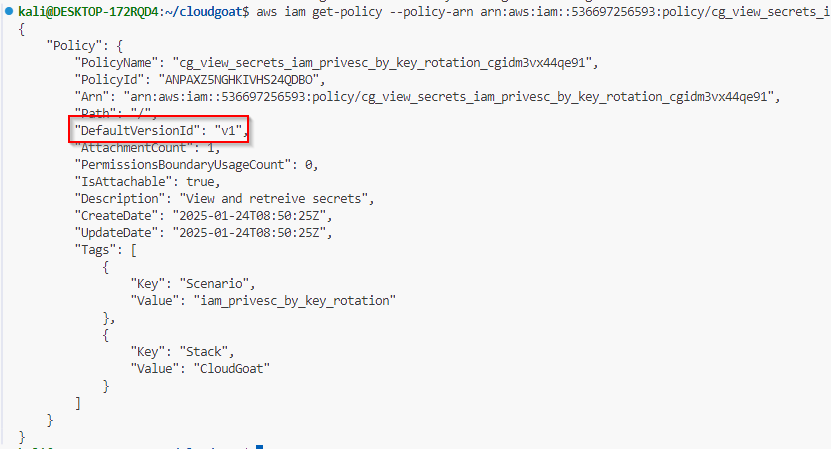 kali@DESKTOP-172RQD4:~/cloudgoat$ aws iam get-policy --policy-arn arn:aws:iam::536697256593:policy/cg_view_secrets_i
{
"Policy": {
"PolicyName": "cg_view_secrets_iam_privesc_by_key_rotation_cgidm3vx44qe91",
"PolicyId": "ANPAXZ5NGHKIVHS24QDBO",
"Arn": "arn:aws:iam::536697256593:policy/cg_view_secrets_iam_privesc_by_key_rotation_cgidm3vx44qe91",
"Path": "/",
"DefaultVersionId": "v1",
"AttachmentCount": 1,
"PermissionsBoundaryUsageCount": 0,
"IsAttachable": true,
"Description": "View and retreive secrets",
"CreateDate": "2025-01-24T08:50:25Z",
"UpdateDate": "2025-01-24T08:50:25Z",
"Tags": [
{
"Key": "Scenario",
"Value": "iam_privesc_by_key_rotation"
},
{
"Key": "Stack",
"Value": "CloudGoat"
}
]
}
}